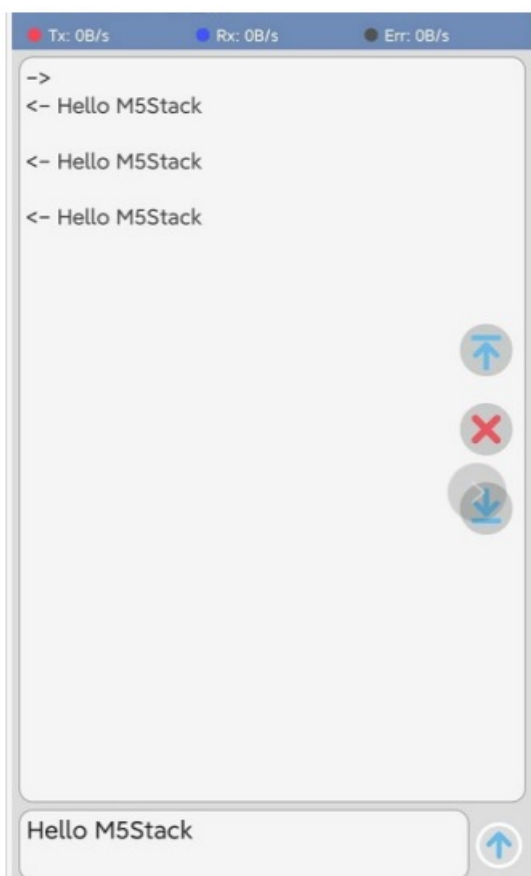 Tx: 0B/s Rx: 0B/s Err: 0B/s
->
<- Hello M5Stack
<- Hello M5Stack
<- Hello M5Stack
Hello M5Stack